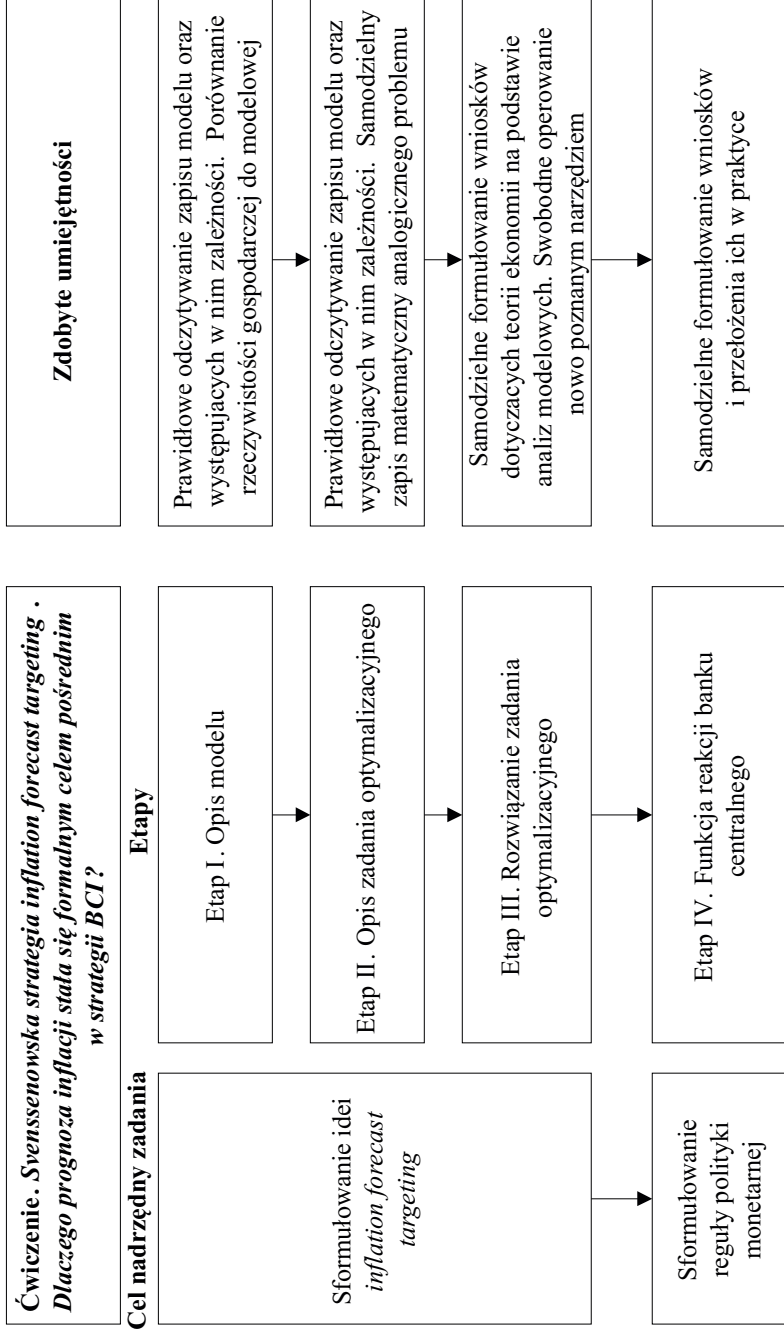 Ćwiczenie. Svenssenowska strategia inflation forecast targeting .
Dlaczego prognoza inflacji stała się formalnym celem pośrednim
w strategii BCI?
Zdobyte umiejętności
Cel nadrzędny zadania
Etapy
Sformułowanie idei
inflation forecast
targeting
Etap I. Opis modelu
Prawidłowe odczytywanie zapisu modelu oraz
występujacych w nim zależności. Porównanie
rzeczywistości gospodarczej do modelowej
Etap II. Opis zadania optymalizacyjnego
Prawidłowe odczytywanie zapisu modelu oraz
występujacych w nim zależności. Samodzielny
zapis matematyczny analogicznego problemu
Etap III. Rozwiązanie zadania
optymalizacyjnego
Samodzielne formułowanie wniosków
dotyczacych teorii ekonomii na podstawie
analiz modelowych. Swobodne operowanie
nowo poznanym narzędziem
Sformułowanie
reguły polityki
monetarnej
Etap IV. Funkcja reakcji banku
centralnego
Samodzielne formułowanie wniosków
i przełożenia ich w praktyce